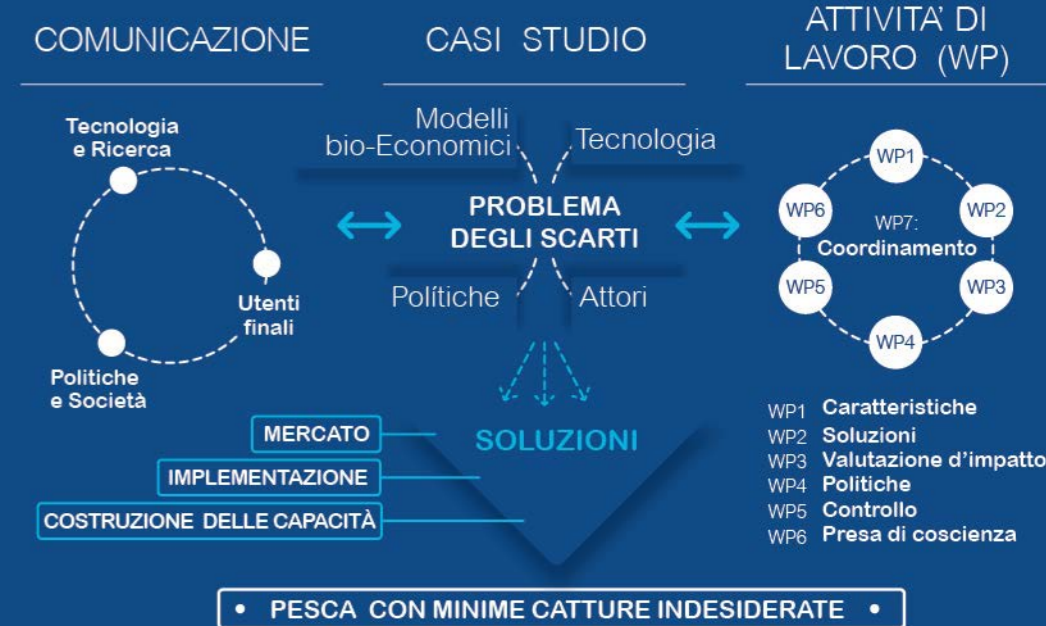 COMUNICAZIONE
Tecnologia
e Ricerca
Utenti
finali
Politiche
e Società
CASI STUDIO
Modelli
bio-Economici
Tecnologia
PROBLEMA
DEGLI SCARTI
Polítiche
Attori
SOLUZIONI
MERCATO
IMPLEMENTAZIONE
COSTRUZIONE DELLE CAPACITÀ
ATTIVITA' DI
LAVORO (WP)
WP1
WP6
WP2
WP7:
Coordinamento
WP5
WP3
WP4
WP1 Caratteristiche
WP2 Soluzioni
WP3 Valutazione d'impatto
WP4 Politiche
WP5 Controllo
WP6 Presa di coscienza
• PESCA CON MINIME CATTURE INDESIDERATE •